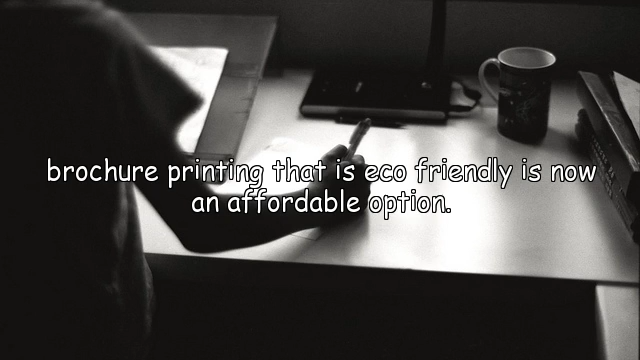 brochure printing that is eco friendly is now
an affordable option.